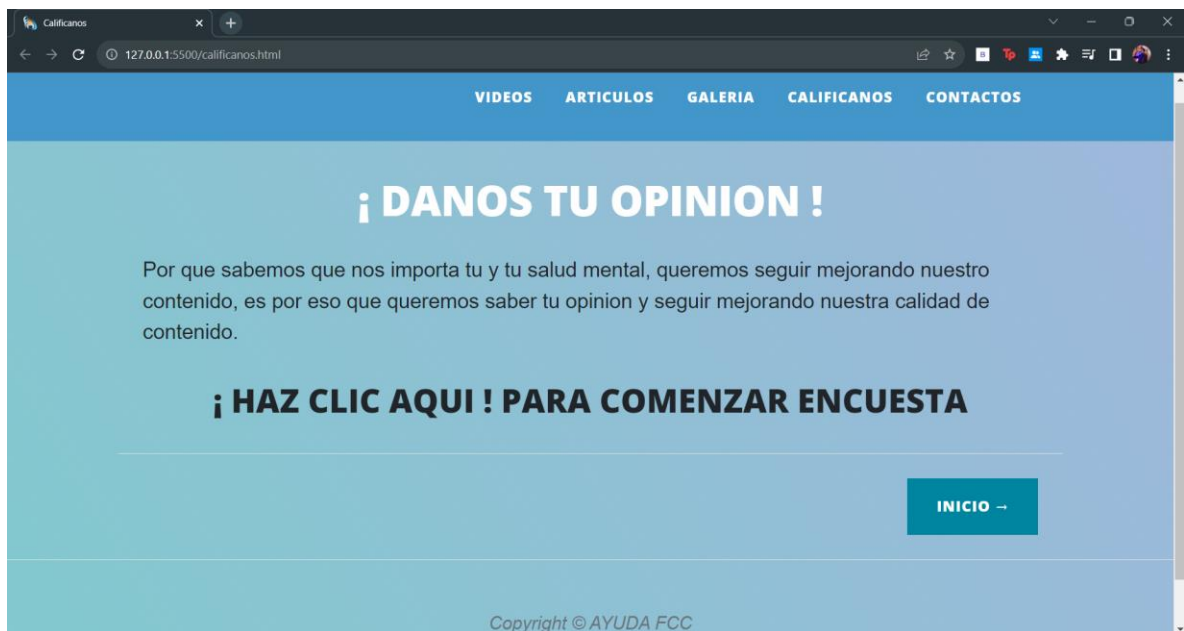 Calificanos
127.0.0.1:5500/calificanos.html
VIDEOS ARTICULOS GALERIA CALIFICANOS CONTACTOS
¡ DANOS TU OPINION !
Por que sabemos que nos importa tu y tu salud mental, queremos seguir mejorando nuestro
contenido, es por eso que queremos saber tu opinion y seguir mejorando nuestra calidad de
contenido.
¡ HAZ CLIC AQUI ! PARA COMENZAR ENCUESTA
INICIO →
Copyright © AYUDA FCC